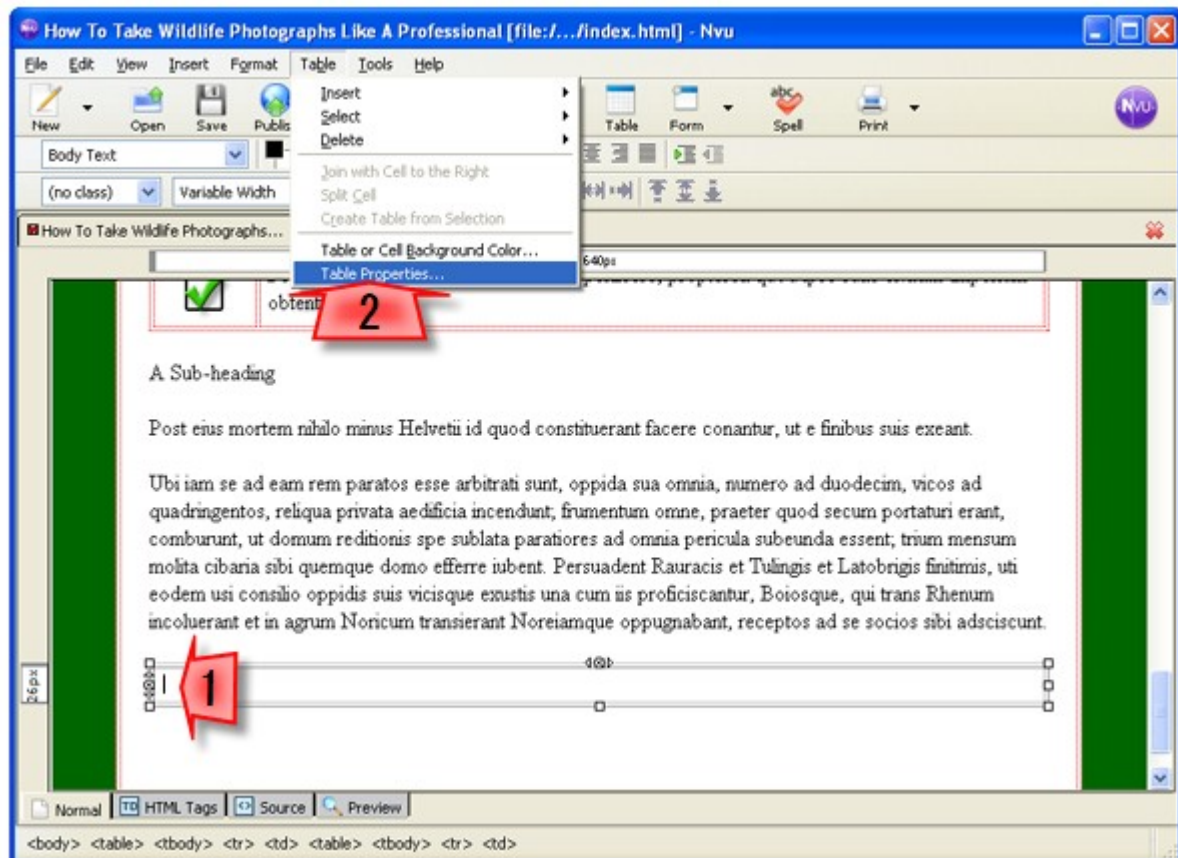 How To Take Wildlife Photographs Like A Professional [file:/.../index.html] - Nvu
File Edit View Insert Format Table Tools Help
New Open Save Publis Table Form Spell Print
abc
Nvu
Insert
Select
Delete
Join with Cell to the Right
Split Cell
Create Table from Selection
Table or Cell Background Color...
Table Properties...
Body Text
(no class) Variable Width
How To Take Wildlife Photographs...
640px
obtent
2
A Sub-heading
Post eius mortem nihilo minus Helvetii id quod constituerant facere conantur, ut e finibus suis exeant.
Ubi iam se ad eam rem paratos esse arbitrati sunt, oppida sua omnia, numero ad duodecim, vicos ad
quadringentos, reliqua privata aedificia incendunt; frumentum omne, praeter quod secum portaturi erant,
comburunt, ut domum reditionis spe sublata paratiores ad omnia pericula subeunda essent; trium mensum
molita cibaria sibi quemque domo efferre iubent. Persuadent Rauracis et Tulingis et Latobrigis finitimis, uti
eodem usi consilio oppidis suis vicisque exustis una cum iis proficiscantur, Boiosque, qui trans Rhenum
incoluerant et in agrum Noricum transierant Noreiamque oppugnabant, receptos ad se socios sibi adsciscunt.
26px
1
Normal TD HTML Tags Source Preview
<body> <table> <tbody> <tr> <td> <table> <tbody> <tr> <td>